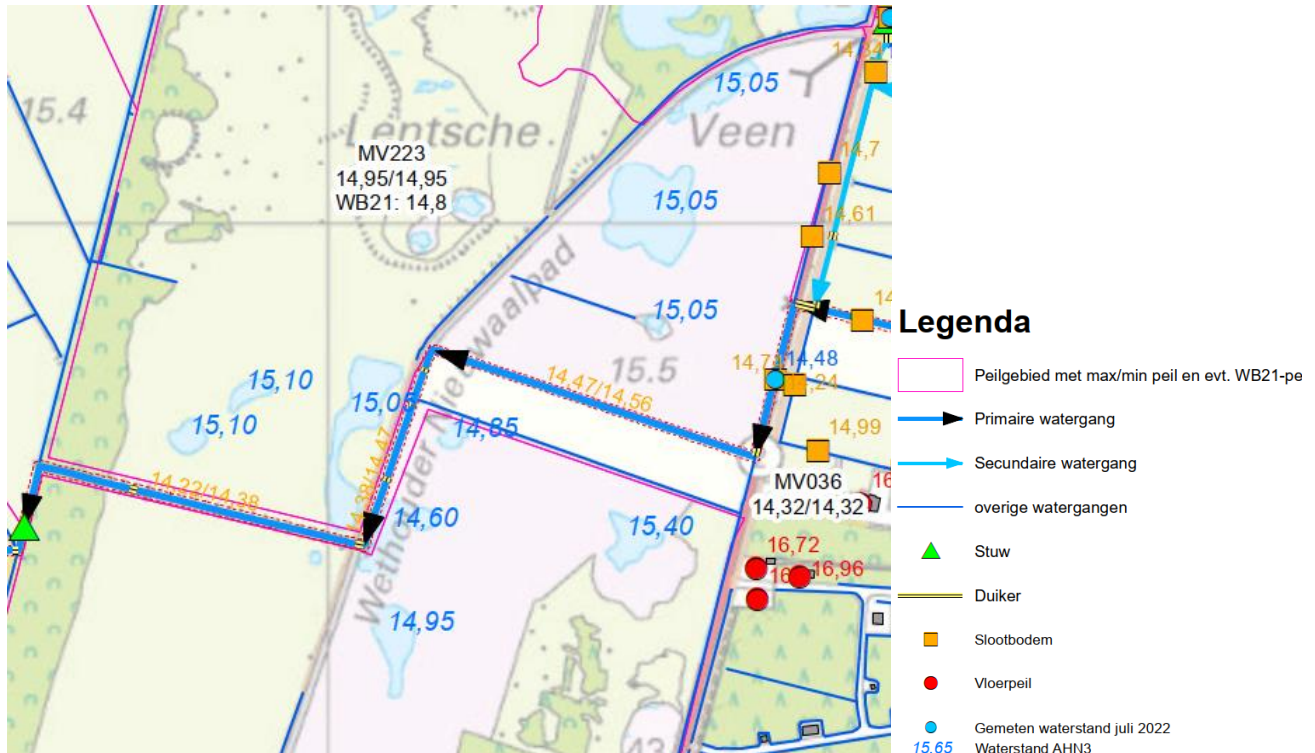 15.4
Lentsche
Veen
MV223
14,95/14,95
WB21: 14,8
15,05
14,84
14,7
14,61
15,05
15,05
15.5
14,48
14,99
14,47/14,56
15,10
15,10
15,05
14,85
Wethouder Nieuwaalpad
14,22/14,38
14,60
15,40
14,95
MV036
14,32/14,32
16,72
16,96
43
Legenda
Peilgebied met max/min peil en evt. WB21-pe
Primaire watergang
Secundaire watergang
overige watergangen
Stuw
Duiker
Slootbodem
Vloerpeil
Gemeten waterstand juli 2022
15,65 Waterstand AHN3